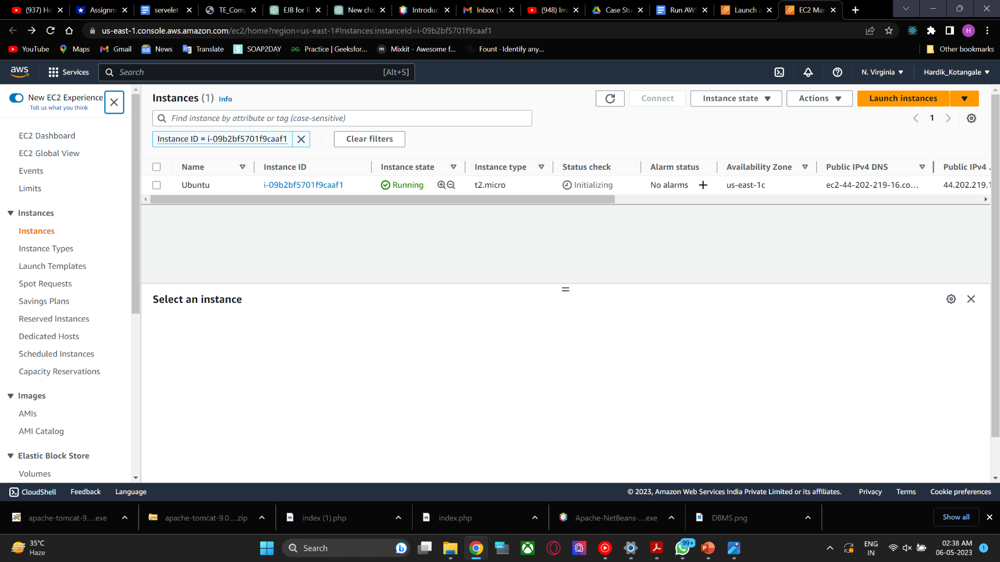 (937) Ho
Assignm
servelet
TE_Comp
EJB for B
New cha
Introduc
Inbox (1,
(948) Im
Case Stu
Run AWS
Launch a
EC2 Man
us-east-1.console.aws.amazon.com/ec2/home?region=us-east-1#Instances:instanceId=i-09b2bf5701f9caaf1
H
YouTube
Maps
Gmail
News
Translate
SOAP2DAY
Practice | Geeksfor...
Mixkit - Awesome f...
Fount · Identify any...
Other bookmarks
aws
Services
Search
[Alt+S]
N. Virginia
Hardik_Kotangale
New EC2 Experience
Tell us what you think
EC2 Dashboard
EC2 Global View
Events
Limits
Instances
Instances
Instance Types
Launch Templates
Spot Requests
Savings Plans
Reserved Instances
Dedicated Hosts
Scheduled Instances
Capacity Reservations
Images
AMIs
AMI Catalog
Elastic Block Store
Volumes
Instances (1) Info
Connect
Instance state
Actions
Launch instances
Find instance by attribute or tag (case-sensitive)
1
Instance ID = i-09b2bf5701f9caaf1
Clear filters
Name Instance ID Instance state Instance type Status check Alarm status Availability Zone Public IPv4 DNS Public IPv4 .
Ubuntu i-09b2bf5701f9caaf1 Running t2.micro Initializing No alarms + us-east-1c ec2-44-202-219-16.co... 44.202.219.1
Select an instance
CloudShell
Feedback
Language
© 2023, Amazon Web Services India Private Limited or its affiliates.
Privacy
Terms
Cookie preferences
apache-tomcat-9.....exe
apache-tomcat-9.0.....zip
index (1).php
index.php
Apache-NetBeans-....exe
DBMS.png
Show all
35°C
Haze
Search
99+
ENG
IN
02:38 AM
06-05-2023
1